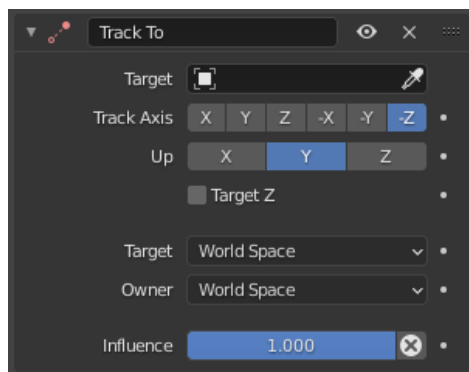 Track To
Target
Track Axis X Y Z -X -Y -Z
Up X Y Z
Target Z
Target World Space
Owner World Space
Influence 1.000